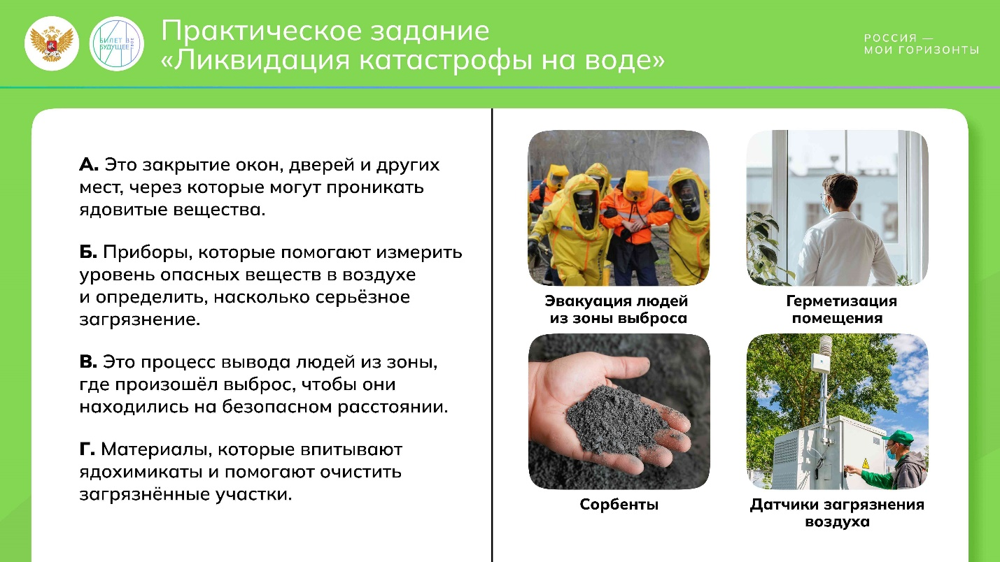 Практическое задание
«Ликвидация катастрофы на воде»
БИЛЕТ В
БУДУЩЕЕ
РОССИЯ —
МОИ ГОРИЗОНТЫ
А. Это закрытие окон, дверей и других
мест, через которые могут проникать
ядовитые вещества.
Б. Приборы, которые помогают измерить
уровень опасных веществ в воздухе
и определить, насколько серьёзное
загрязнение.
В. Это процесс вывода людей из зоны,
где произошёл выброс, чтобы они
находились на безопасном расстоянии.
Г. Материалы, которые впитывают
ядохимикаты и помогают очистить
загрязнённые участки.
Эвакуация людей
из зоны выброса
Герметизация
помещения
Сорбенты
Датчики загрязнения
воздуха